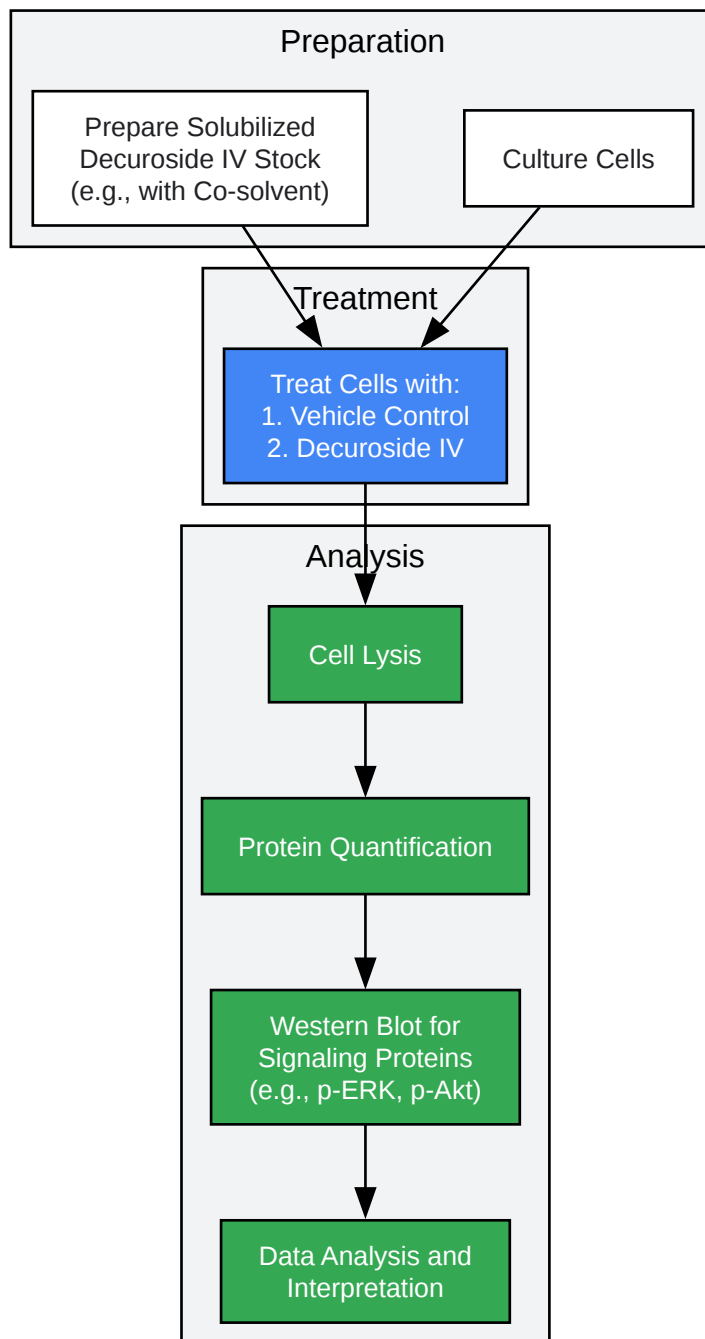 Preparation
Prepare Solubilized
Decuroside IV Stock
(e.g., with Co-solvent)
Culture Cells
Treatment
Treat Cells with:
1. Vehicle Control
2. Decuroside IV
Analysis
Cell Lysis
Protein Quantification
Western Blot for
Signaling Proteins
(e.g., p-ERK, p-Akt)
Data Analysis and
Interpretation